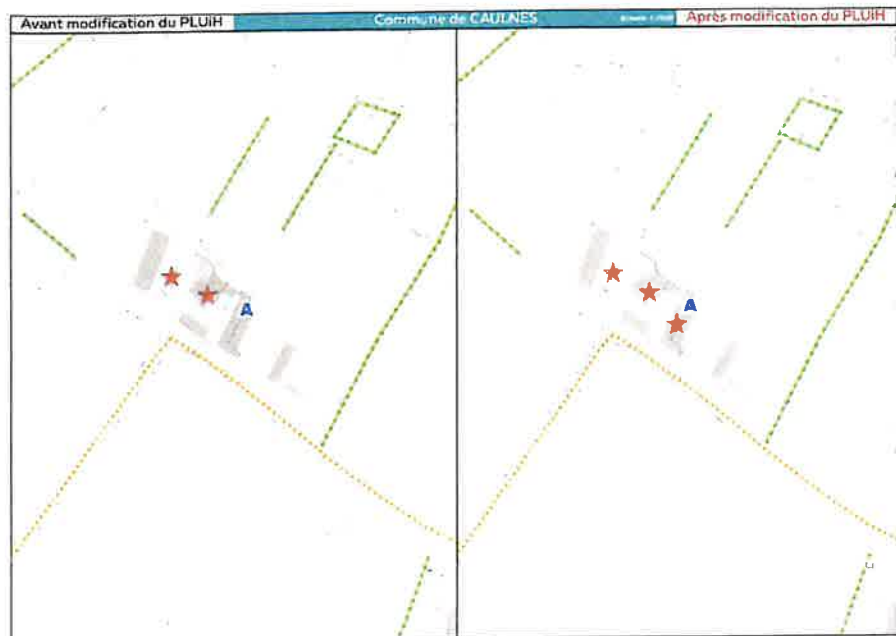 Avant modification du PLUiH
Commune de CAULNES
Après modification du PLUiH
A
A